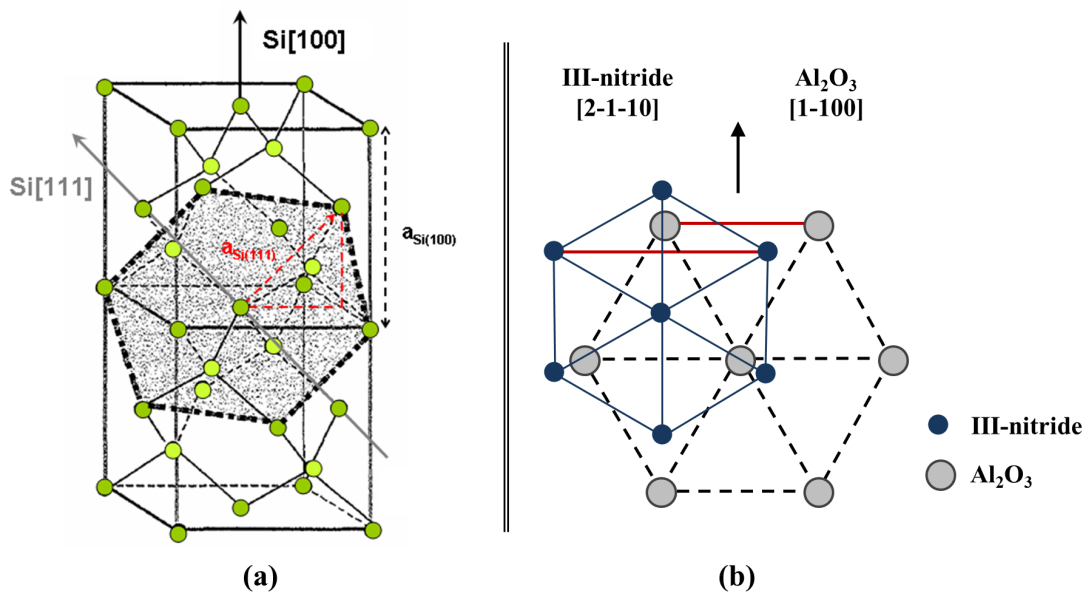 Si[100]
Si[111]
aSi(111)
aSi(100)
(a)
III-nitride
[2-1-10]
Al₂O₃
[1-100]
III-nitride
Al₂O₃
(b)